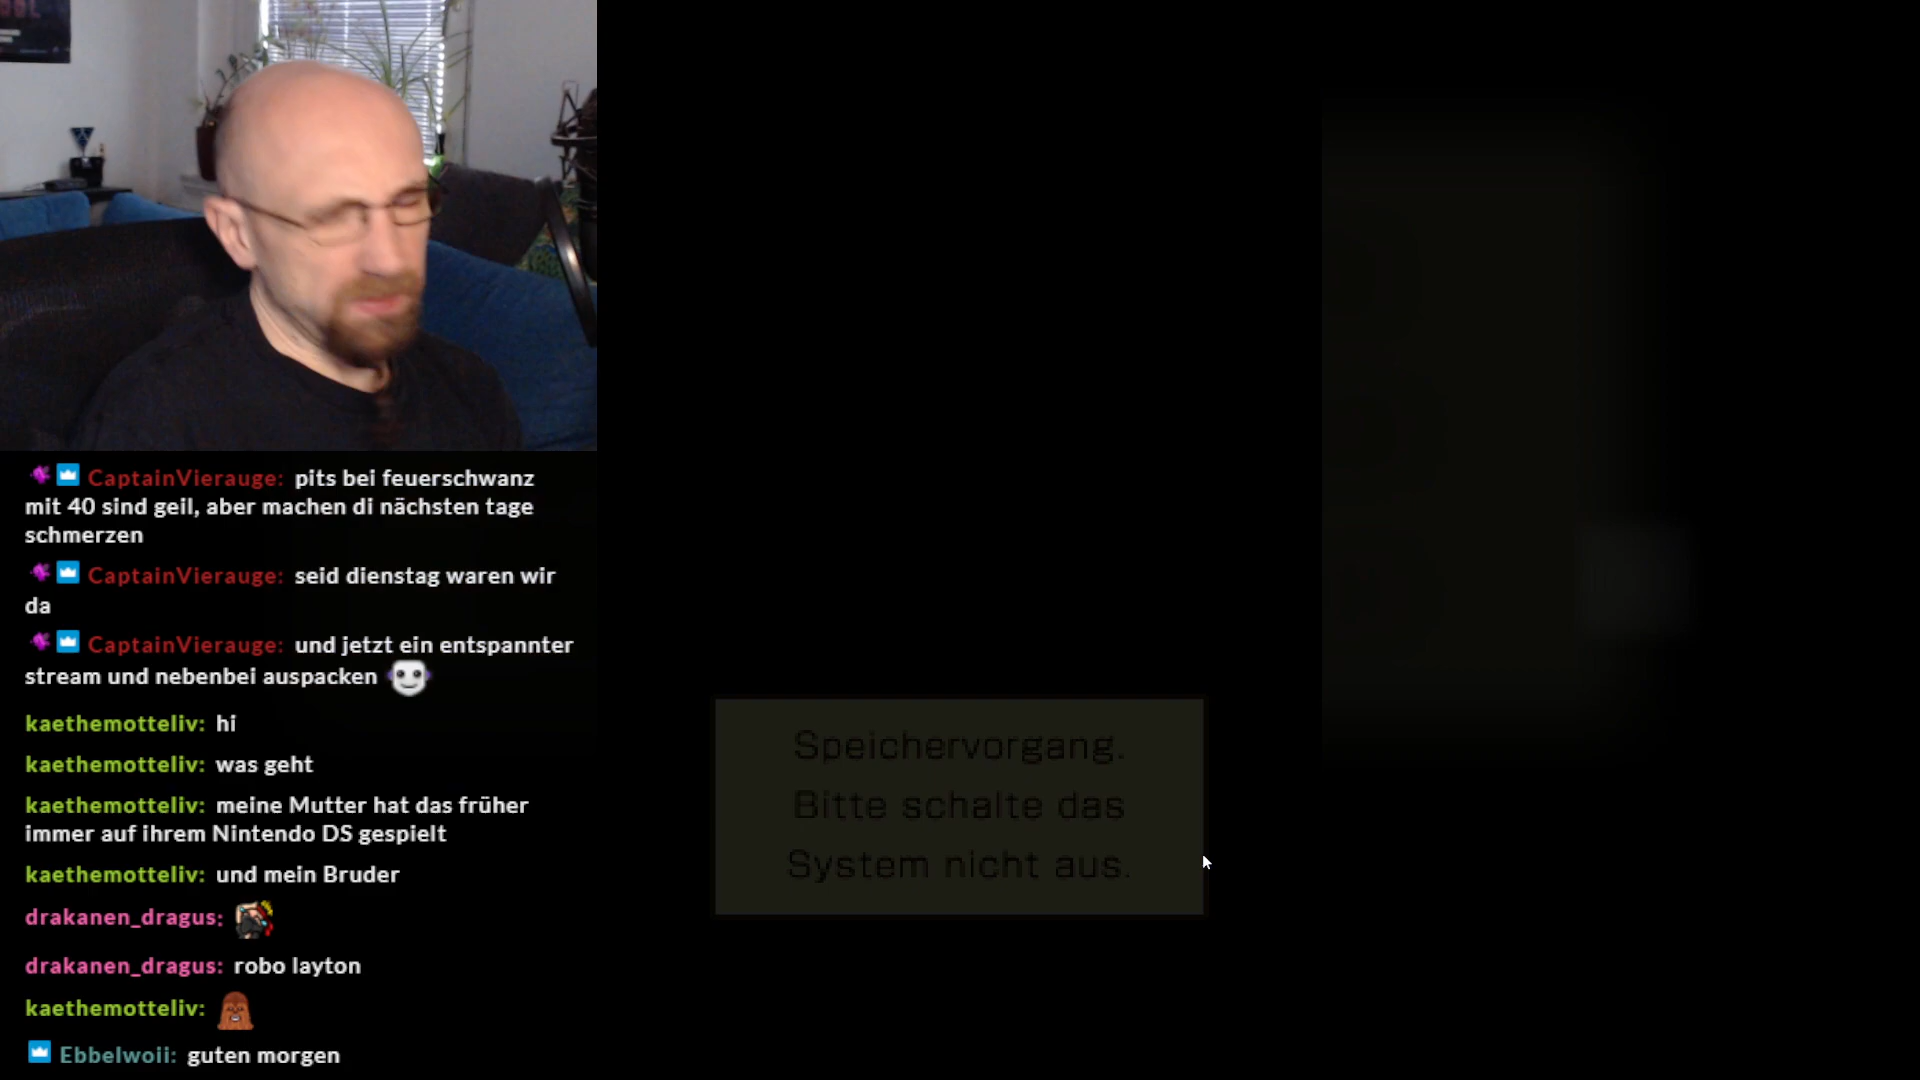 CaptainVierauge: pits bei feuerschwanz
mit 40 sind geil, aber machen di nächsten tage
schmerzen
CaptainVierauge: seid dienstag waren wir
da
CaptainVierauge: und jetzt ein entspannter
stream und nebenbei auspacken
kaethemotteliv: hi
kaethemotteliv: was geht
kaethemotteliv: meine Mutter hat das früher
immer auf ihrem Nintendo DS gespielt
kaethemotteliv: und mein Bruder
drakanen_dragus:
drakanen_dragus: robo layton
kaethemotteliv:
Ebbelwoii: guten morgen
Speichervorgang.
Bitte schalte das
System nicht aus.